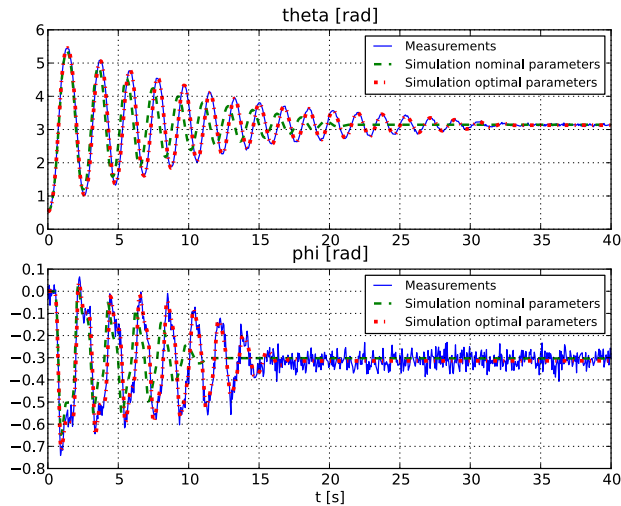 theta [rad]
6
5
4
3
2
1
0
Measurements
Simulation nominal parameters
Simulation optimal parameters
0 5 10 15 20 25 30 35 40
phi [rad]
0.1
0.0
−0.1
−0.2
−0.3
−0.4
−0.5
−0.6
−0.7
−0.8
Measurements
Simulation nominal parameters
Simulation optimal parameters
0 5 10 15 20 25 30 35 40
t [s]